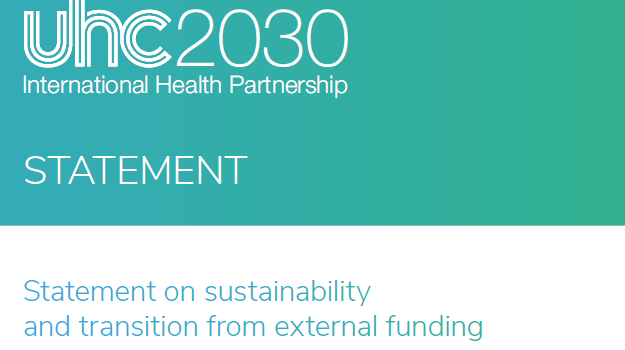 uhc2030
International Health Partnership
STATEMENT
Statement on sustainability
and transition from external funding